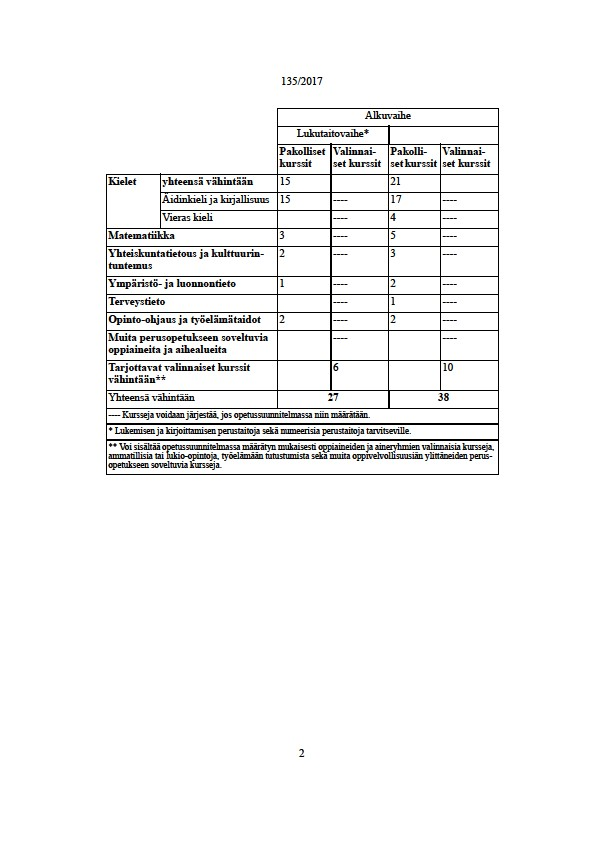 135/2017
Alkuvaihe
Lukutaitovaihe*
Pakolliset Valinnai- Pakolli- Valinnai-
kurssit set kurssit set kurssit set kurssit
Kielet yhteensä vähintään 15 21
Äidinkieli ja kirjallisuus 15 ---- 17 ----
Vieras kieli ---- 4 ----
Matematiikka 3 ---- 5 ----
Yhteiskuntatietous ja kulttuurin- 2 ---- 3 ----
tuntemus
Ympäristö- ja luonnontieto 1 ---- 2 ----
Terveystieto ---- 1 ----
Opinto-ohjaus ja työelämätaidot 2 ---- 2 ----
Muita perusopetukseen soveltuvia ---- ----
oppiaineita ja aihealueita
Tarjottavat valinnaiset kurssit 6 10
vähintään**
Yhteensä vähintään 27 38
---- Kursseja voidaan järjestää, jos opetussuunnitelmassa niin määrätään.
* Lukemisen ja kirjoittamisen perustaitoja sekä numeerisia perustaitoja tarvitseville.
** Voi sisältää opetussuunnitelmassa määrätyn mukaisesti oppiaineiden ja aineryhmien valinnaisia kursseja,
ammatillisia tai lukio-opintoja, työelämään tutustumista sekä muita oppivelvollisuusiän ylittäneiden perus-
opetukseen soveltuvia kursseja.
2